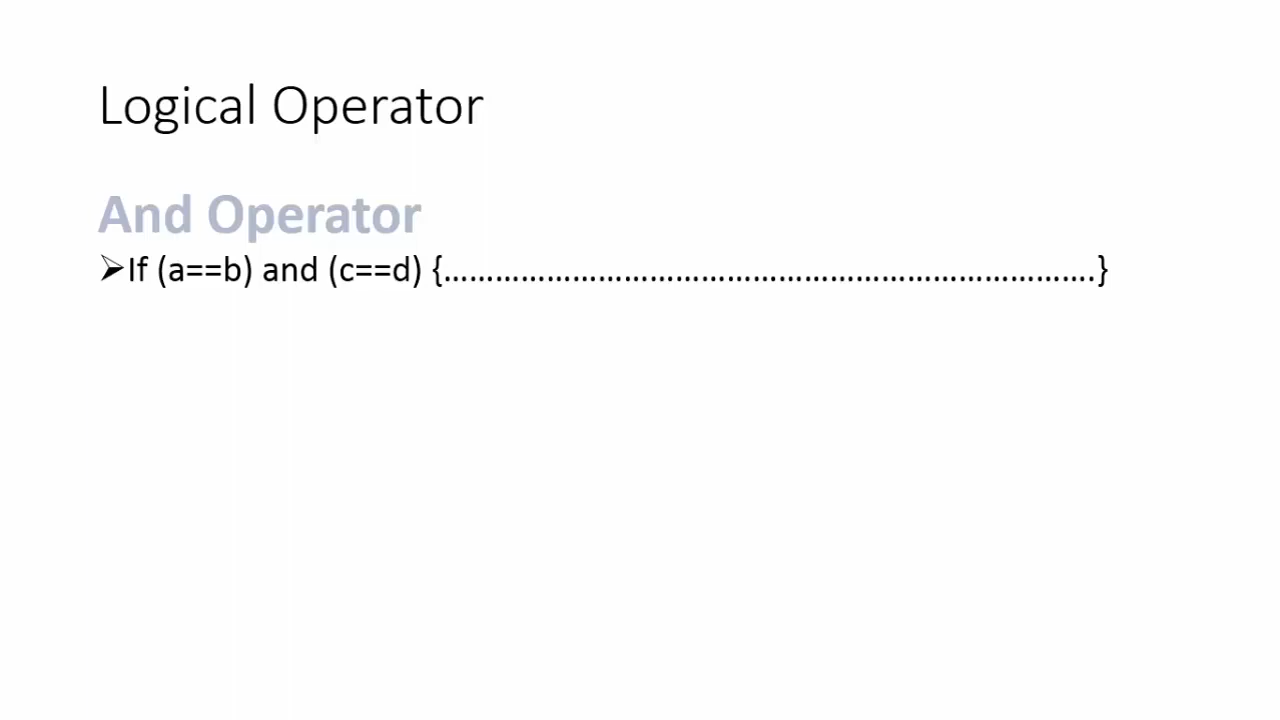 Logical Operator
And Operator
➢If (a==b) and (c==d) {………………………………………………………………….}